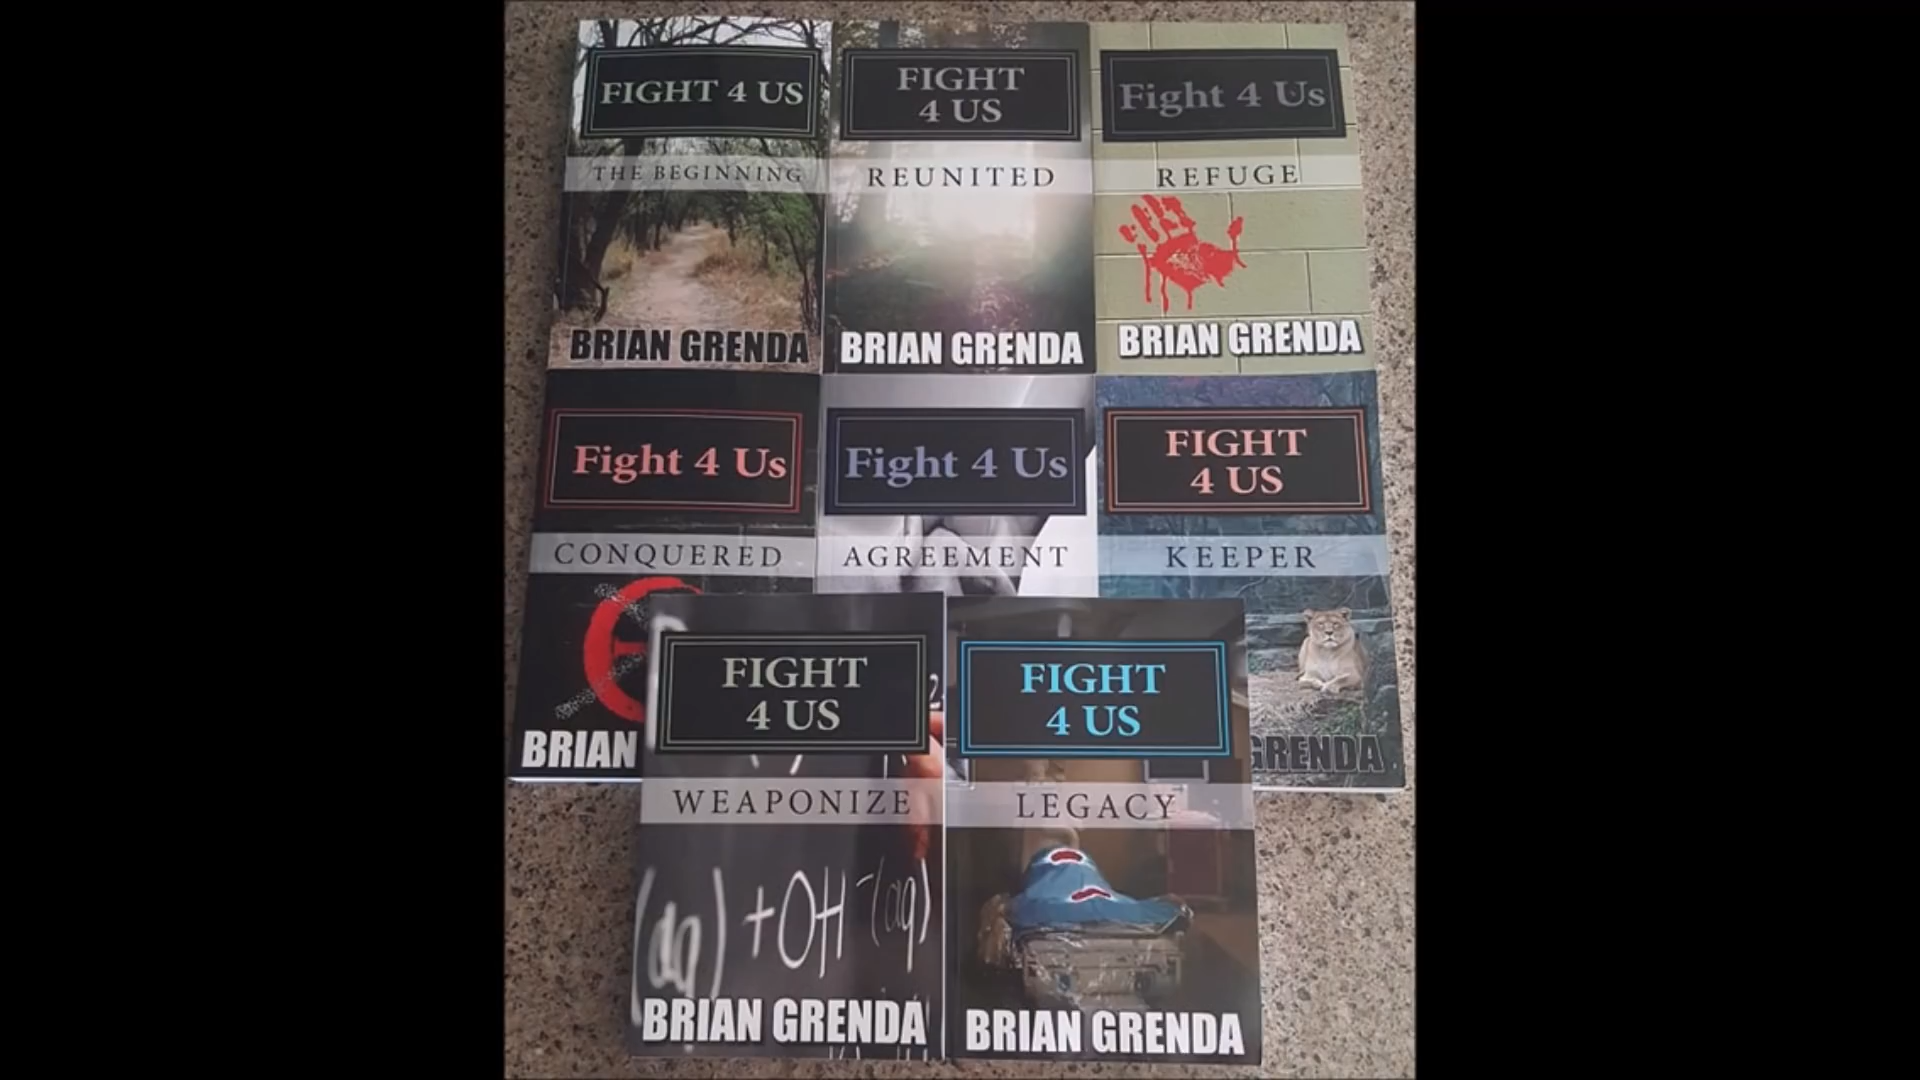 FIGHT 4 US
THE BEGINNING
BRIAN GRENDA
FIGHT
4 US
REUNITED
BRIAN GRENDA
Fight 4 Us
REFUGE
BRIAN GRENDA
Fight 4 Us
CONQUERED
BRIAN
Fight 4 Us
AGREEMENT
FIGHT
4 US
KEEPER
GRENDA
FIGHT
4 US
WEAPONIZE
(aq) +OH⁻(aq)
BRIAN GRENDA
FIGHT
4 US
LEGACY
BRIAN GRENDA